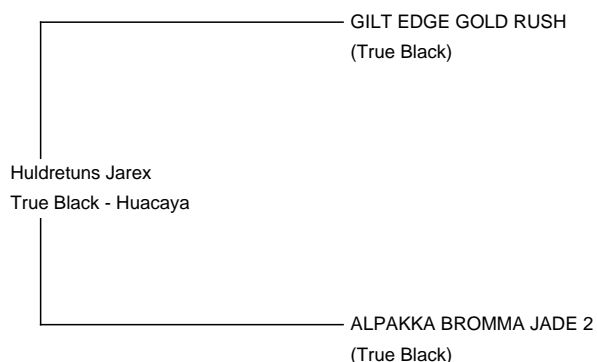 GILT EDGE GOLD RUSH
(True Black)
Huldretuns Jarex
True Black - Huacaya
ALPAKKA BROMMA JADE 2
(True Black)